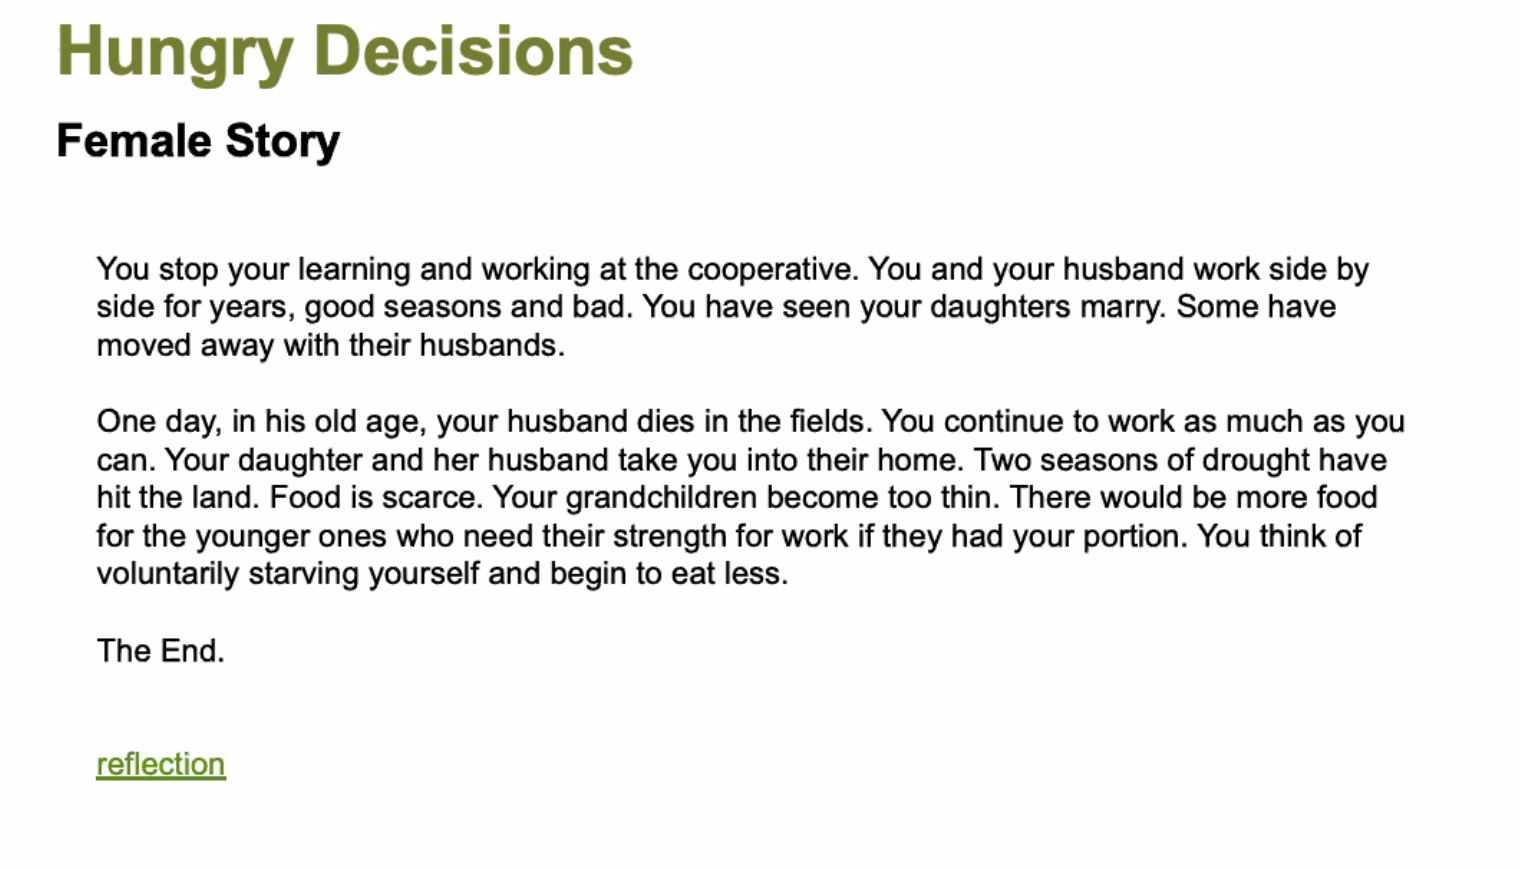 Hungry Decisions
Female Story
You stop your learning and working at the cooperative. You and your husband work side by
side for years, good seasons and bad. You have seen your daughters marry. Some have
moved away with their husbands.
One day, in his old age, your husband dies in the fields. You continue to work as much as you
can. Your daughter and her husband take you into their home. Two seasons of drought have
hit the land. Food is scarce. Your grandchildren become too thin. There would be more food
for the younger ones who need their strength for work if they had your portion. You think of
voluntarily starving yourself and begin to eat less.
The End.
reflection